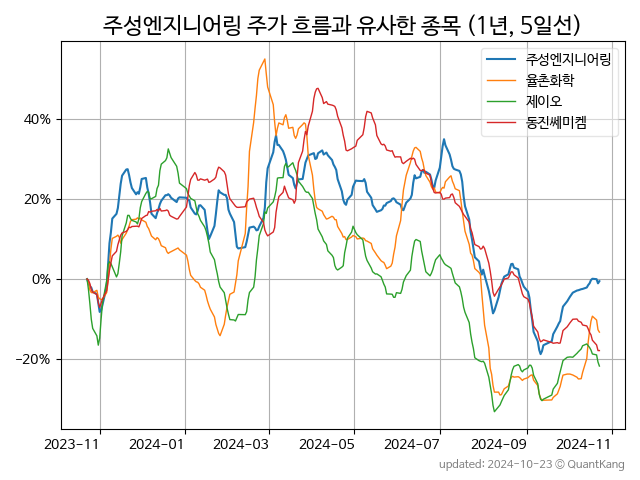 주성엔지니어링 주가 흐름과 유사한 종목 (1년, 5일선)
주성엔지니어링
율촌화학
제이오
동진쎄미켐
40%
20%
0%
−20%
2023-11 2024-01 2024-03 2024-05 2024-07 2024-09 2024-11
updated: 2024-10-23 © QuantKang